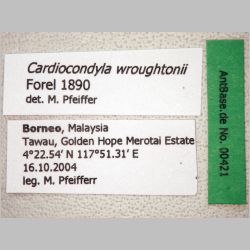 Cardiocondyla wroughtonii
Forel 1890
det. M. Pfeiffer
Borneo, Malaysia
Tawau, Golden Hope Merotai Estate
4°22.54' N 117°51.31' E
16.10.2004
leg. M. Pfeifferr
AntBase.de No. 00421